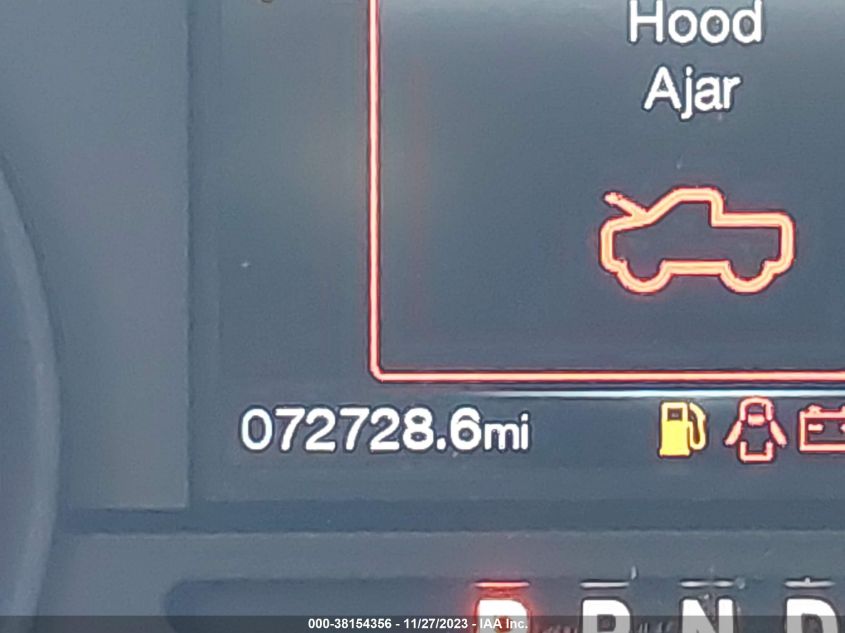 Hood
Ajar
072728.6mi
P R N D
000-38154356 - 11/27/2023 - IAA Inc.